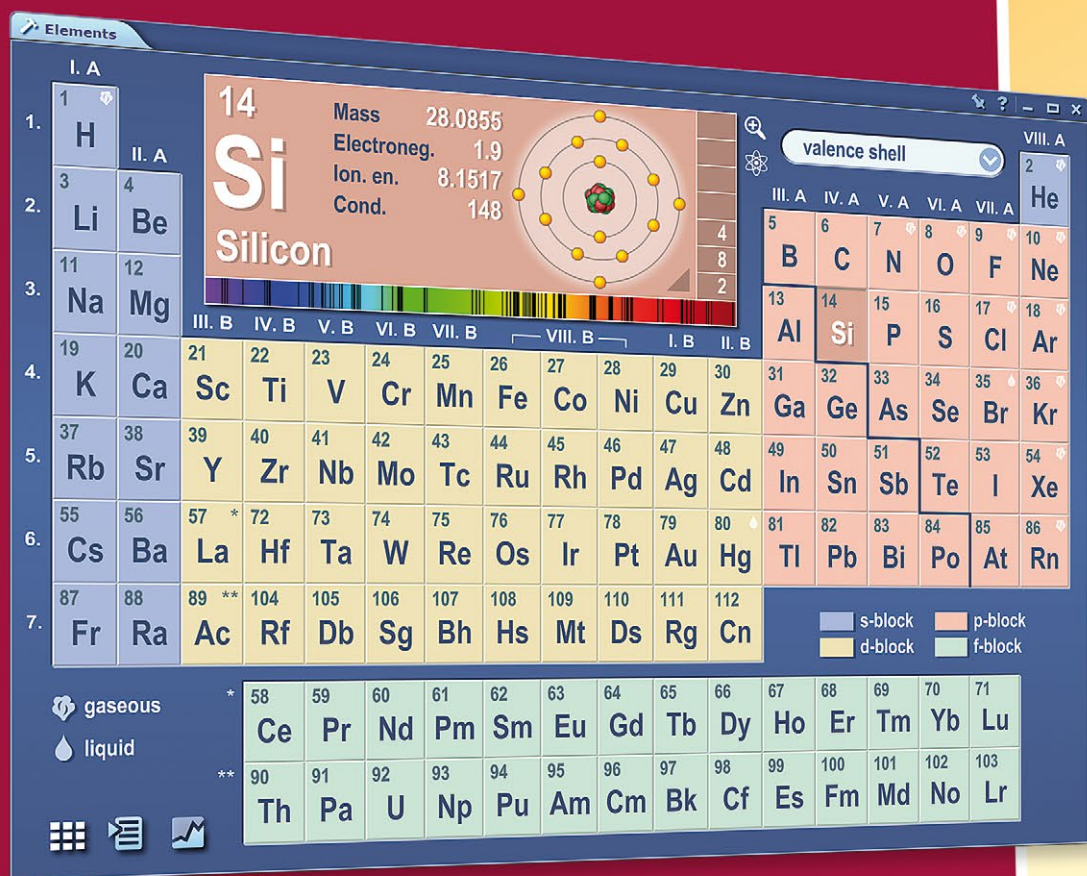 Elements
I. A
1 H
1.
II. A
14
Si
Silicon
Mass 28.0855
Electroneg. 1.9
Ion. en. 8.1517
Cond. 148
4
8
2
?
valence shell
VIII. A
2 He
2.
3 Li 4 Be
III. A IV. A V. A VI. A VII. A
5 B 6 C 7 N 8 O 9 F 10 Ne
3.
11 Na 12 Mg
13 Al 14 Si 15 P 16 S 17 Cl 18 Ar
III. B IV. B V. B VI. B VII. B VIII. B I. B II. B
4.
19 K 20 Ca 21 Sc 22 Ti 23 V 24 Cr 25 Mn 26 Fe 27 Co 28 Ni 29 Cu 30 Zn 31 Ga 32 Ge 33 As 34 Se 35 Br 36 Kr
5.
37 Rb 38 Sr 39 Y 40 Zr 41 Nb 42 Mo 43 Tc 44 Ru 45 Rh 46 Pd 47 Ag 48 Cd 49 In 50 Sn 51 Sb 52 Te 53 I 54 Xe
6.
55 Cs 56 Ba 57 * La 72 Hf 73 Ta 74 W 75 Re 76 Os 77 Ir 78 Pt 79 Au 80 Hg 81 Tl 82 Pb 83 Bi 84 Po 85 At 86 Rn
7.
87 Fr 88 Ra 89 ** Ac 104 Rf 105 Db 106 Sg 107 Bh 108 Hs 109 Mt 110 Ds 111 Rg 112 Cn
s-block p-block
d-block f-block
gaseous
liquid
* 58 Ce 59 Pr 60 Nd 61 Pm 62 Sm 63 Eu 64 Gd 65 Tb 66 Dy 67 Ho 68 Er 69 Tm 70 Yb 71 Lu
** 90 Th 91 Pa 92 U 93 Np 94 Pu 95 Am 96 Cm 97 Bk 98 Cf 99 Es 100 Fm 101 Md 102 No 103 Lr